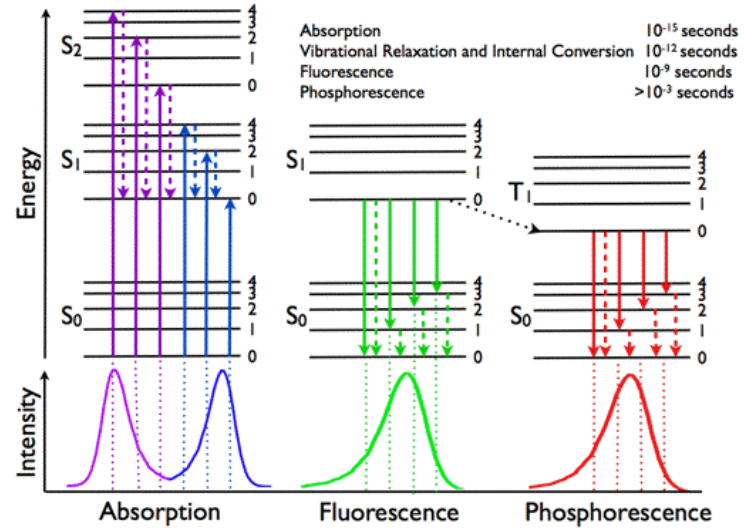 Absorption 10-15 seconds
Vibrational Relaxation and Internal Conversion 10-12 seconds
Fluorescence 10-9 seconds
Phosphorescence >10-3 seconds
Energy
S2
4
3
2
1
0
S1
4
3
2
1
0
S0
4
3
2
1
0
S1
4
3
2
1
0
S0
4
3
2
1
0
T1
4
3
2
1
0
S0
4
3
2
1
0
Intensity
Absorption Fluorescence Phosphorescence